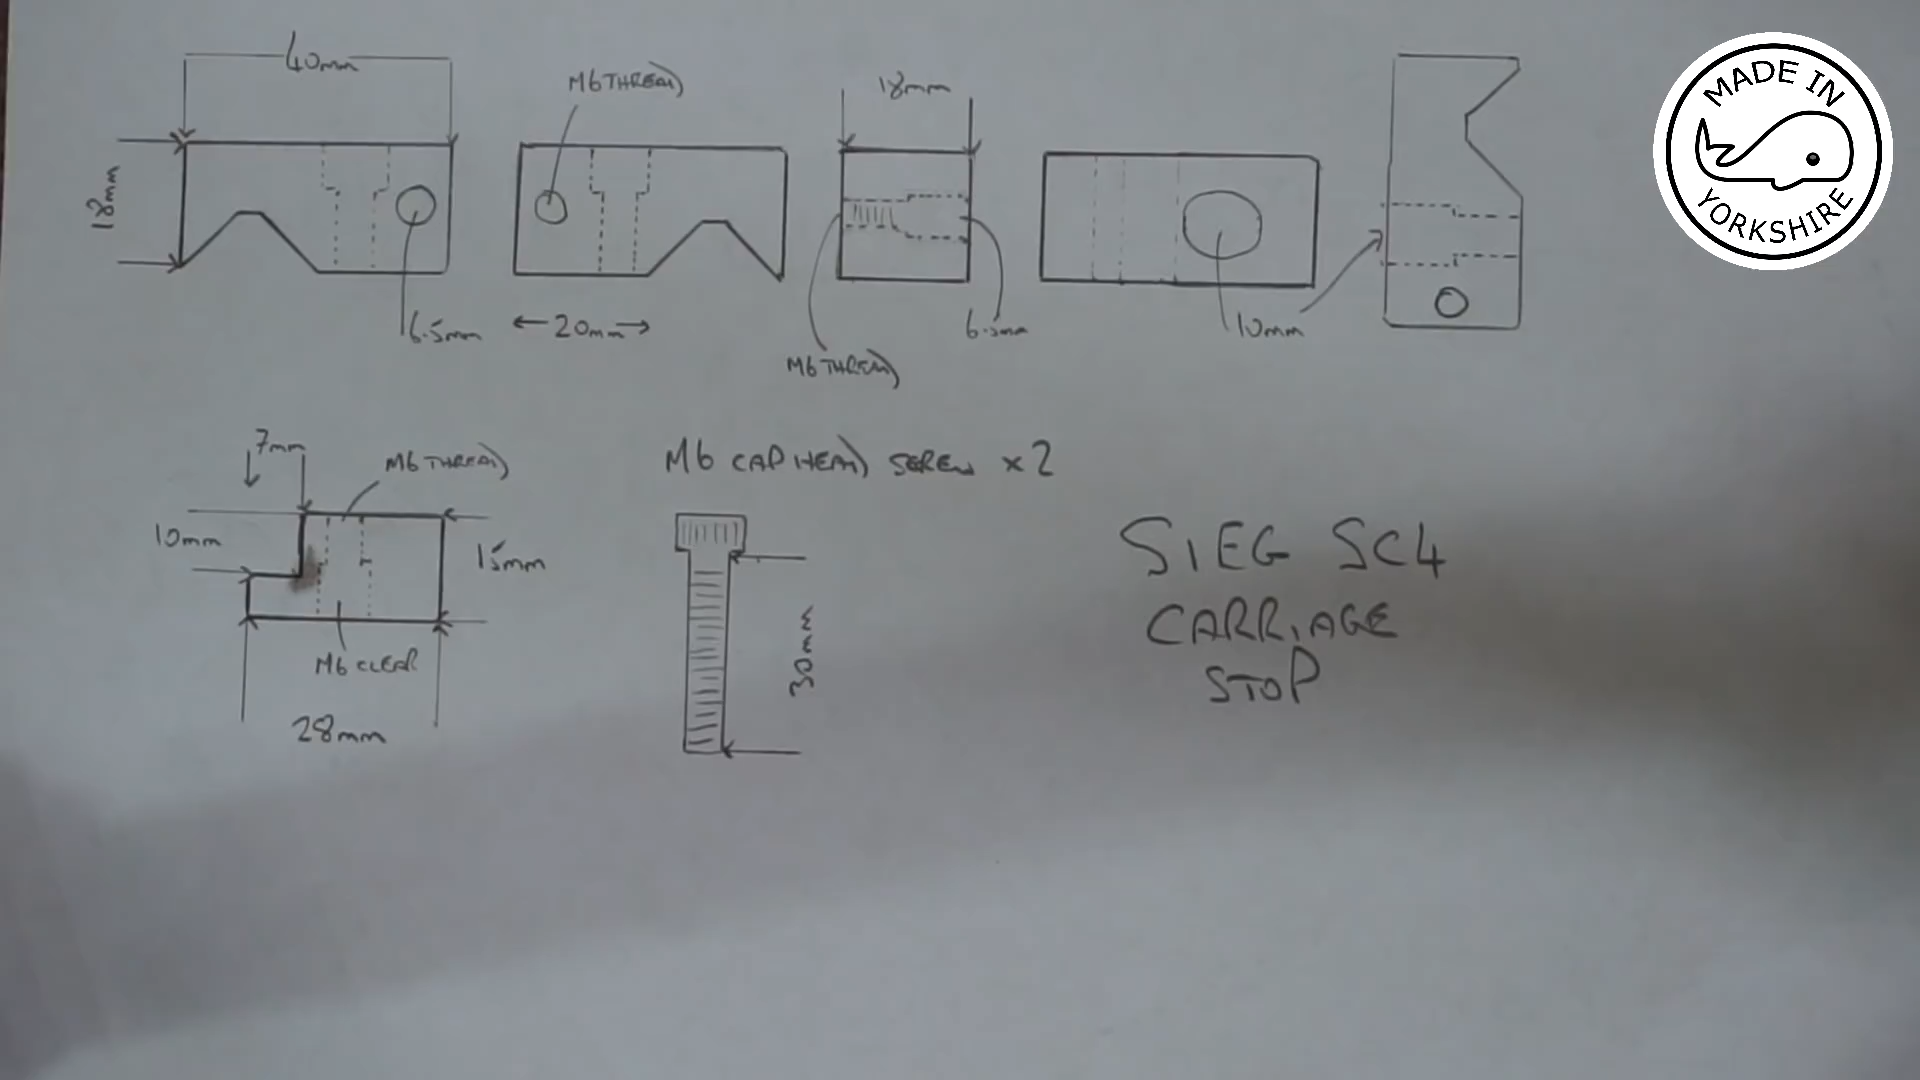 40mm
M6 THREAD
18mm
18mm
6.5mm
20mm
M6 THREAD
6.5mm
10mm
7mm
M6 THREAD
10mm
15mm
M6 CLEAR
28mm
M6 CAP HEAD SCREW x2
30mm
SIEG SC4
CARRIAGE
STOP
MADE IN
YORKSHIRE